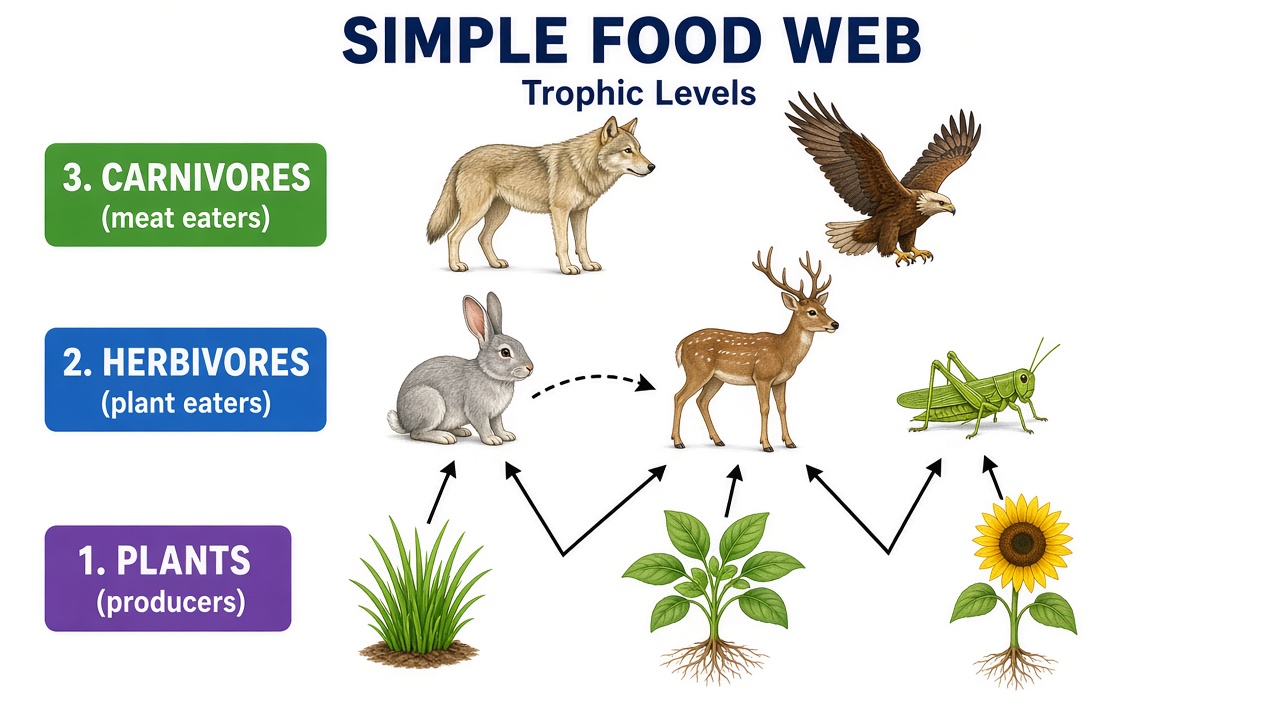 SIMPLE FOOD WEB
Trophic Levels
3. CARNIVORES
(meat eaters)
2. HERBIVORES
(plant eaters)
1. PLANTS
(producers)